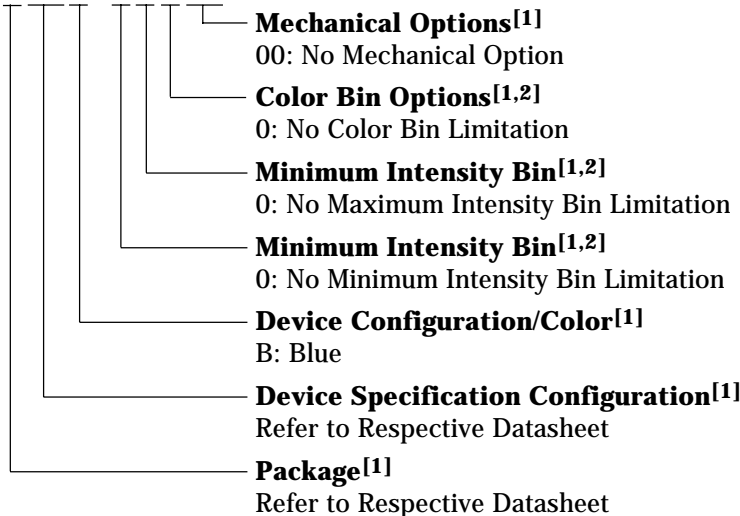 Mechanical Options[1]
00: No Mechanical Option
Color Bin Options[1,2]
0: No Color Bin Limitation
Minimum Intensity Bin[1,2]
0: No Maximum Intensity Bin Limitation
Minimum Intensity Bin[1,2]
0: No Minimum Intensity Bin Limitation
Device Configuration/Color[1]
B: Blue
Device Specification Configuration[1]
Refer to Respective Datasheet
Package[1]
Refer to Respective Datasheet